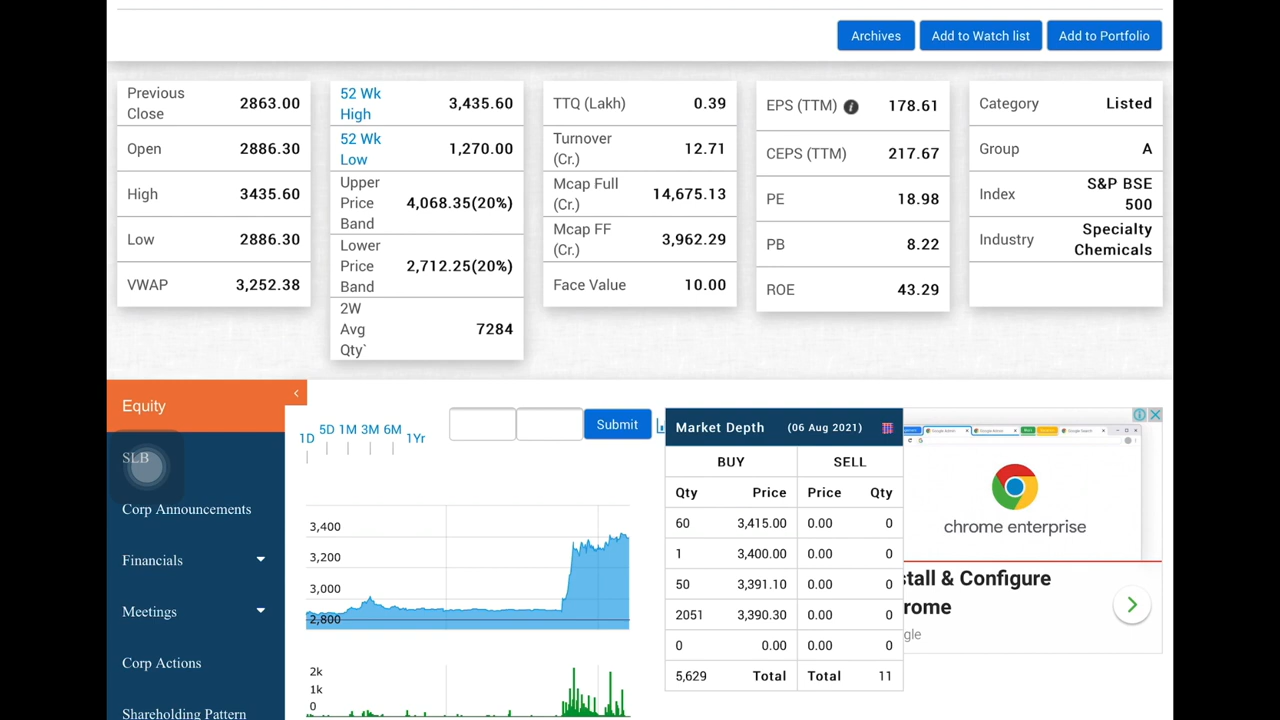 Archives
Add to Watch list
Add to Portfolio
Previous
Close
2863.00
Open
2886.30
High
3435.60
Low
2886.30
VWAP
3,252.38
52 Wk
High
3,435.60
52 Wk
Low
1,270.00
Upper
Price
Band
4,068.35(20%)
Lower
Price
Band
2,712.25(20%)
2W
Avg
Qty`
7284
TTQ (Lakh)
0.39
Turnover
(Cr.)
12.71
Mcap Full
(Cr.)
14,675.13
Mcap FF
(Cr.)
3,962.29
Face Value
10.00
EPS (TTM)
178.61
CEPS (TTM)
217.67
PE
18.98
PB
8.22
ROE
43.29
Category
Listed
Group
A
Index
S&P BSE
500
Industry
Specialty
Chemicals
Equity
SLB
Corp Announcements
Financials
Meetings
Corp Actions
Shareholding Pattern
1D
5D
1M
3M
6M
1Yr
Submit
3,400
3,200
3,000
2,800
2k
1k
0
Market Depth (06 Aug 2021)
BUY SELL
Qty Price Price Qty
60 3,415.00 0.00 0
1 3,400.00 0.00 0
50 3,391.10 0.00 0
2051 3,390.30 0.00 0
0 0.00 0.00 0
5,629 Total Total 11
chrome enterprise
stall & Configure
rome
gle